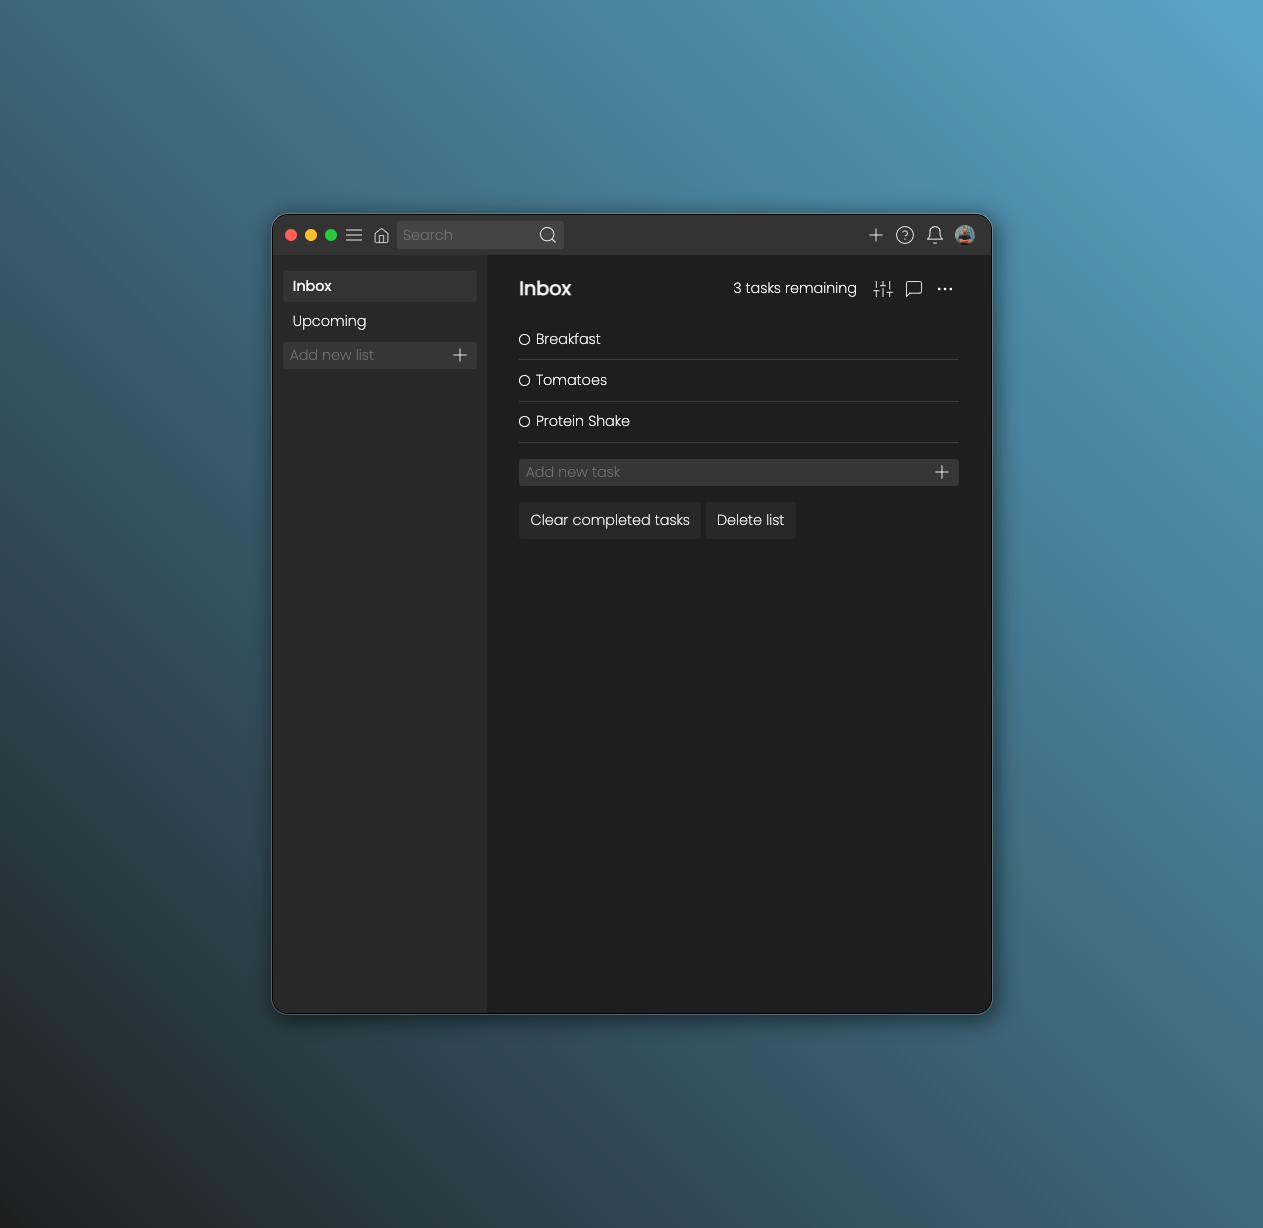 Search
Inbox
Upcoming
Add new list
Inbox
3 tasks remaining
Breakfast
Tomatoes
Protein Shake
Add new task
Clear completed tasks
Delete list